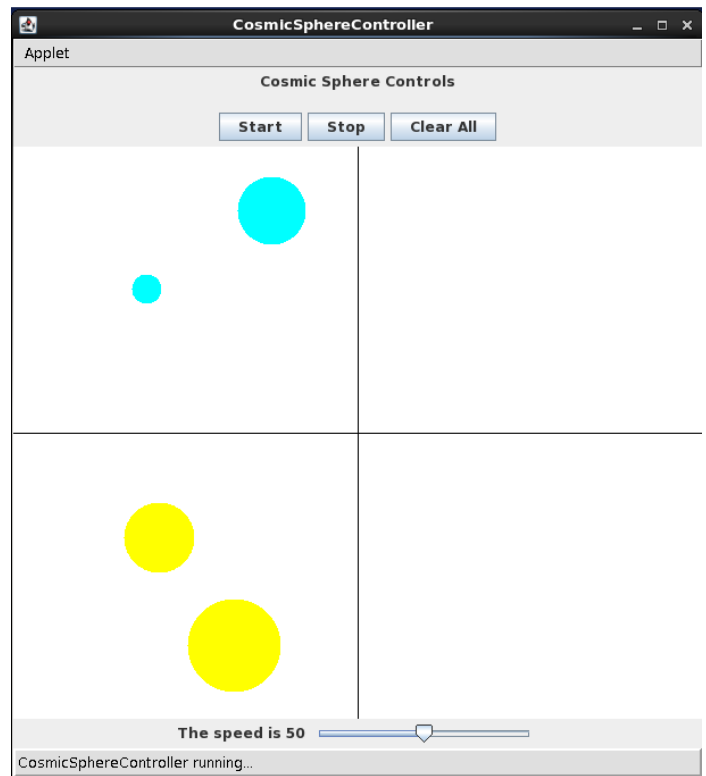 CosmicSphereController
Applet
Cosmic Sphere Controls
Start Stop Clear All
The speed is 50
CosmicSphereController running...